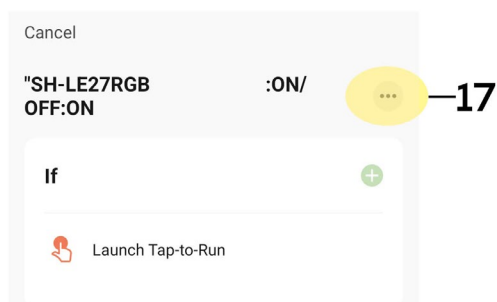 Cancel
"SH-LE27RGB :ON/
OFF:ON
... 17
If
Launch Tap-to-Run